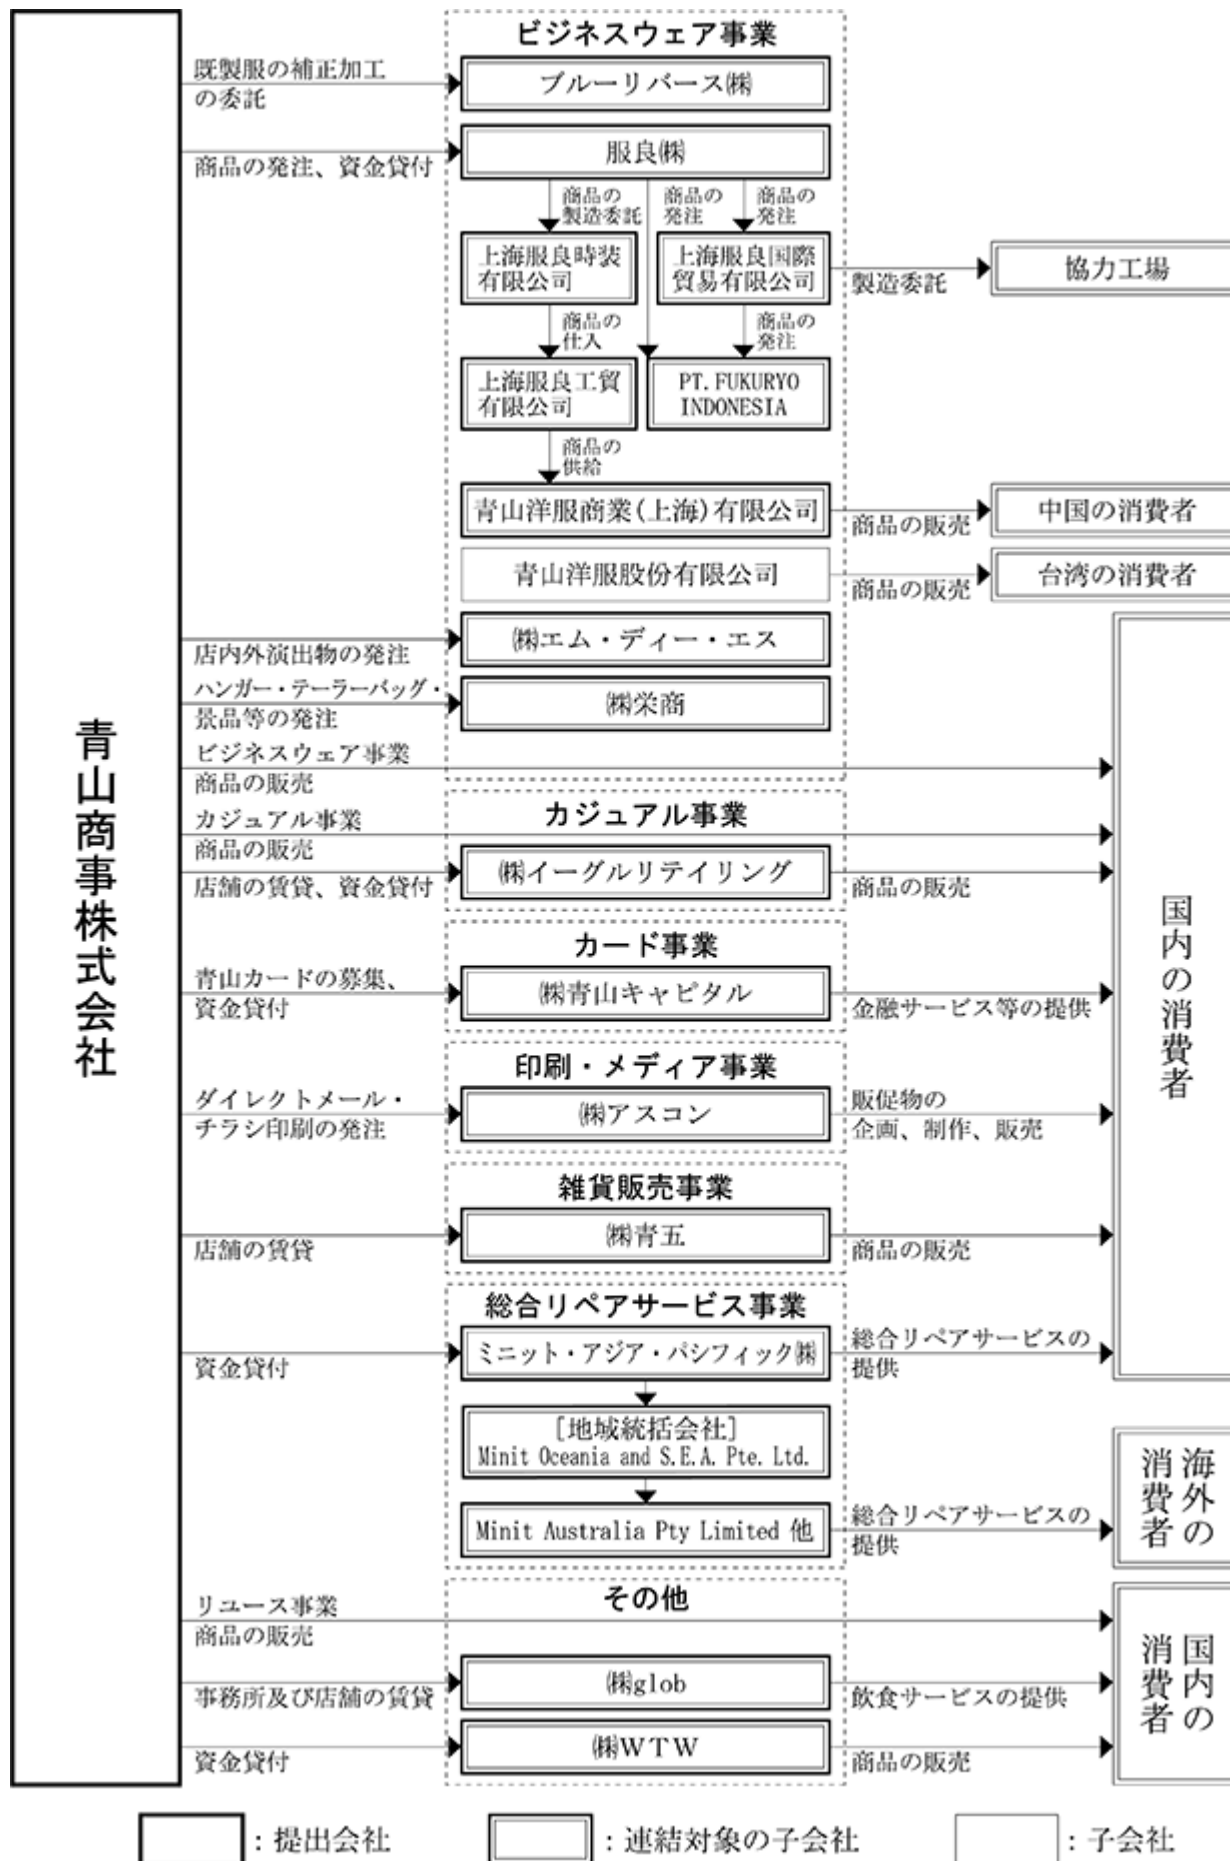 青山商事株式会社
ビジネスウェア事業
既製服の補正加工
の委託
ブルーリバース㈱
商品の発注、資金貸付
服良㈱
商品の
製造委託
商品の
発注
商品の
発注
上海服良時装
有限公司
上海服良国際
貿易有限公司
製造委託
協力工場
商品の
仕入
商品の
発注
上海服良工貿
有限公司
PT.FUKURYO
INDONESIA
商品の
供給
青山洋服商業(上海)有限公司
商品の販売
中国の消費者
青山洋服股份有限公司
商品の販売
台湾の消費者
店内外演出物の発注
㈱エム・ディー・エス
ハンガー・テーラーバッグ・
景品等の発注
㈱栄商
ビジネスウェア事業
商品の販売
国内の消費者
カジュアル事業
カジュアル事業
商品の販売
店舗の賃貸、資金貸付
㈱イーグルリテイリング
商品の販売
カード事業
青山カードの募集、
資金貸付
㈱青山キャピタル
金融サービス等の提供
印刷・メディア事業
ダイレクトメール・
チラシ印刷の発注
㈱アスコン
販促物の
企画、制作、販売
雑貨販売事業
店舗の賃貸
㈱青五
商品の販売
総合リペアサービス事業
資金貸付
ミニット・アジア・パシフィック㈱
総合リペアサービスの
提供
[地域統括会社]
Minit Oceania and S.E.A. Pte. Ltd.
Minit Australia Pty Limited 他
総合リペアサービスの
提供
海外の
消費者
その他
リユース事業
商品の販売
事務所及び店舗の賃貸
㈱glob
飲食サービスの提供
国内の
消費者
資金貸付
㈱WTW
商品の販売
：提出会社
：連結対象の子会社
：子会社